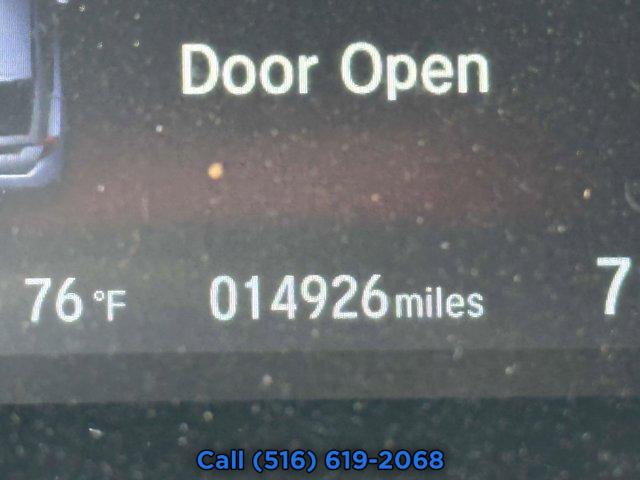 Door Open
76 °F 014926 miles 7
Call (516) 619-2068